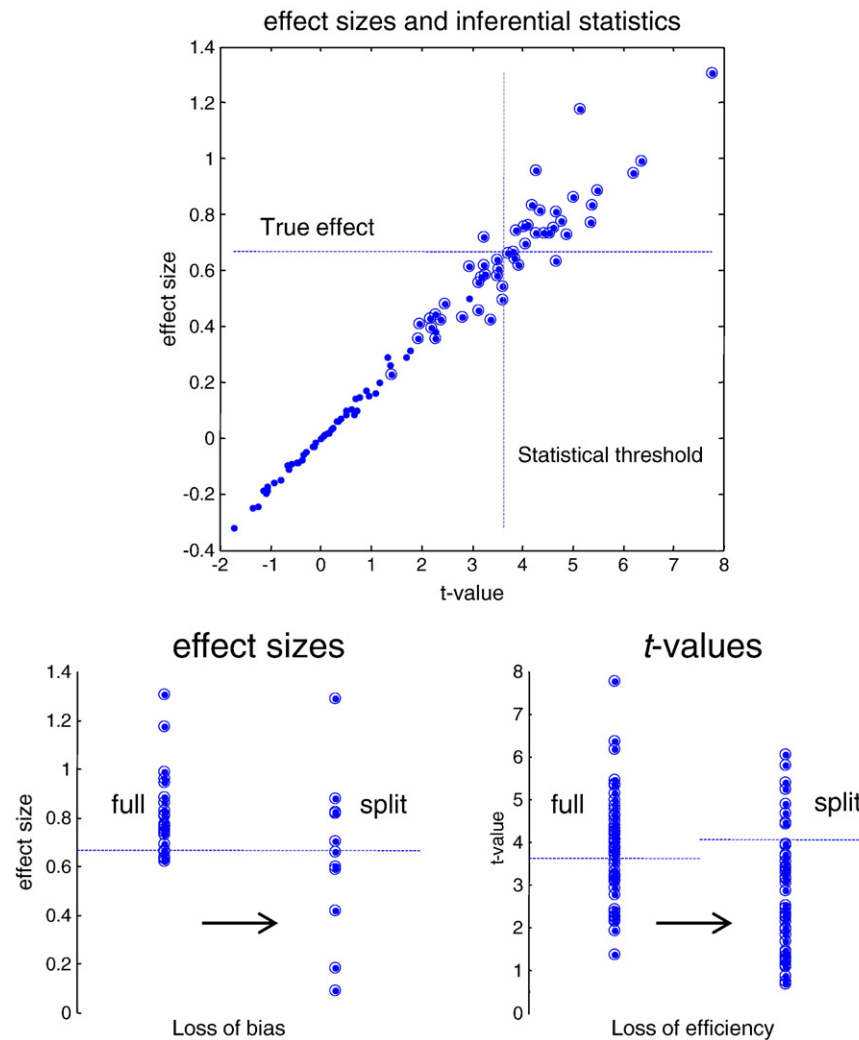 effect sizes and inferential statistics
1.4
1.2
1
0.8
0.6
0.4
0.2
0
-0.2
-0.4
effect size
True effect
Statistical threshold
-2 -1 0 1 2 3 4 5 6 7 8
t-value
effect sizes
1.4
1.2
1
0.8
0.6
0.4
0.2
0
effect size
full
split
Loss of bias
t-values
8
7
6
5
4
3
2
1
0
t-value
full
split
Loss of efficiency